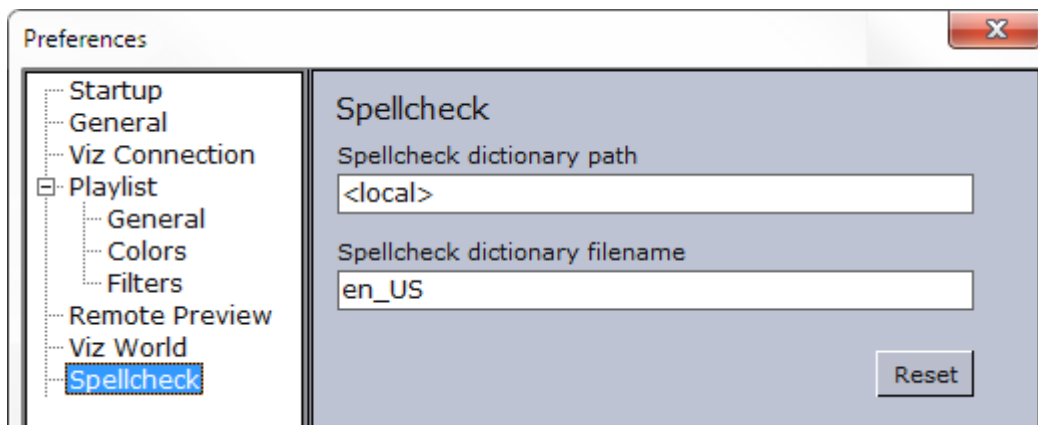 Preferences
Startup
General
Viz Connection
Playlist
General
Colors
Filters
Remote Preview
Viz World
Spellcheck
Spellcheck
Spellcheck dictionary path
<local>
Spellcheck dictionary filename
en_US
Reset